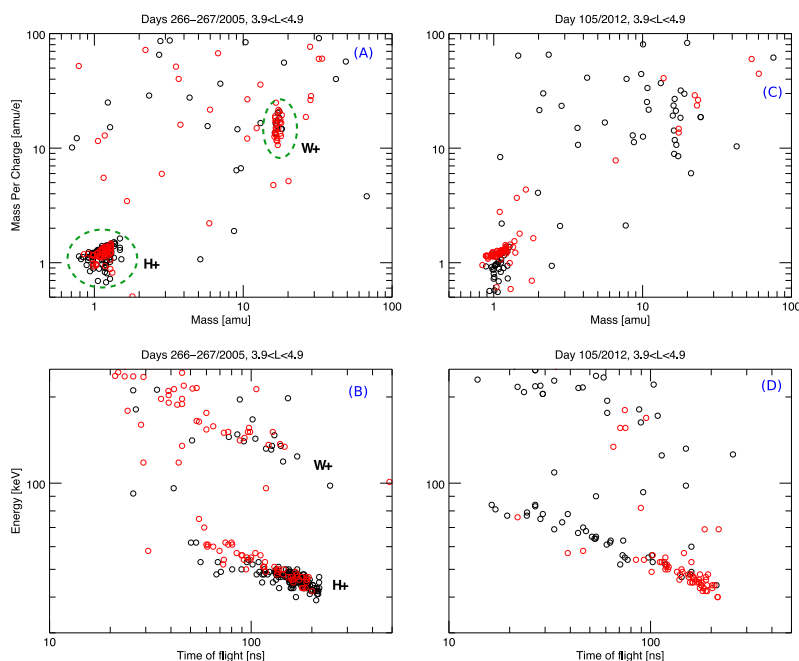 Days 266-267/2005, 3.9<L<4.9
(A)
100
10
1
Mass Per Charge [amu/e]
W+
H+
1
10
100
Mass [amu]
Day 105/2012, 3.9<L<4.9
(C)
100
10
1
1
10
100
Mass [amu]
Days 266-267/2005, 3.9<L<4.9
(B)
Energy [keV]
100
W+
H+
10
100
1000
Time of flight [ns]
Day 105/2012, 3.9<L<4.9
(D)
100
10
100
1000
Time of flight [ns]